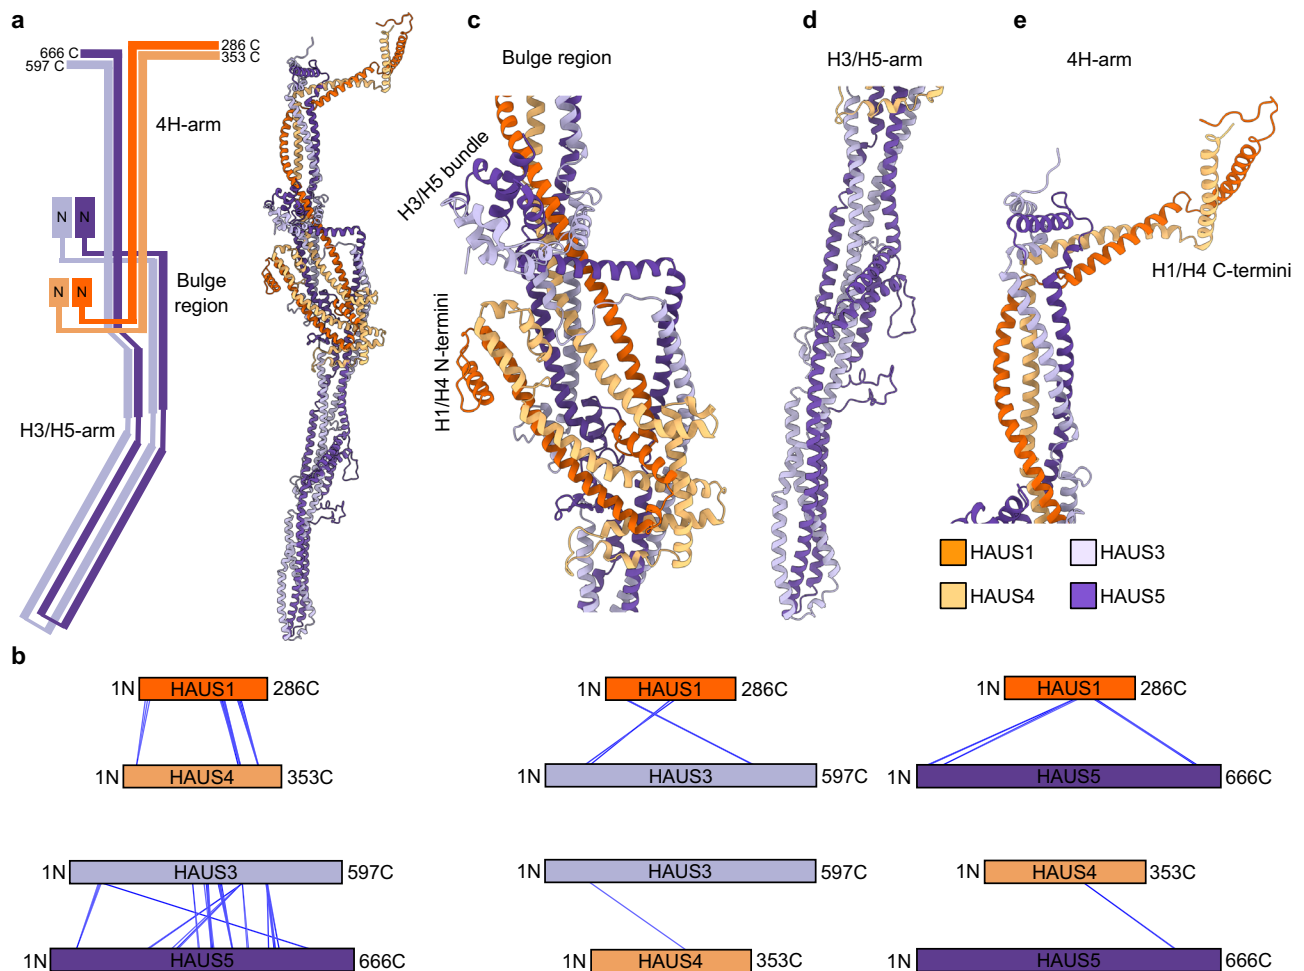 a
666 C
597 C
286 C
353 C
4H-arm
N N
N N
Bulge
region
H3/H5-arm
c
Bulge region
H3/H5 bundle
H1/H4 N-termini
d
H3/H5-arm
e
4H-arm
H1/H4 C-termini
HAUS1
HAUS3
HAUS4
HAUS5
b
1N HAUS1 286C
1N HAUS4 353C
1N HAUS1 286C
1N HAUS3 597C
1N HAUS1 286C
1N HAUS5 666C
1N HAUS3 597C
1N HAUS5 666C
1N HAUS3 597C
1N HAUS4 353C
1N HAUS4 353C
1N HAUS5 666C